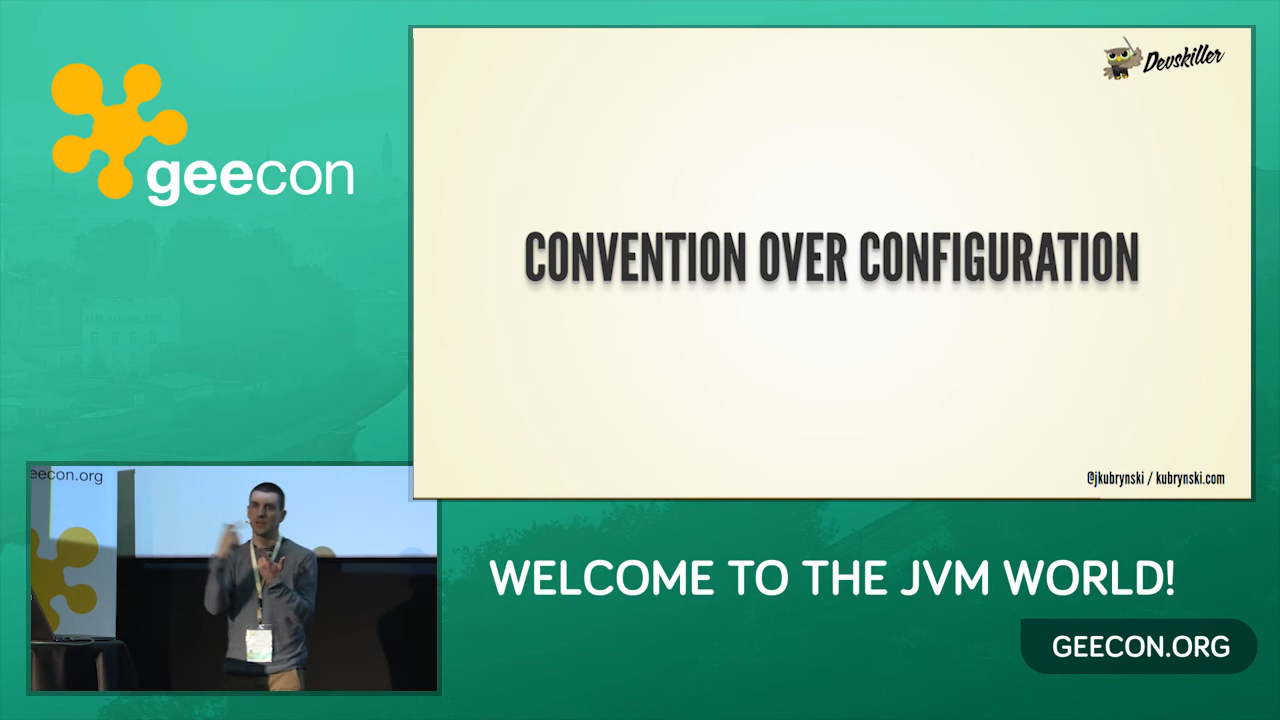 geecon
Devskiller
CONVENTION OVER CONFIGURATION
@jkubrynski / kubrynski.com
eecon.org
WELCOME TO THE JVM WORLD!
GEECON.ORG